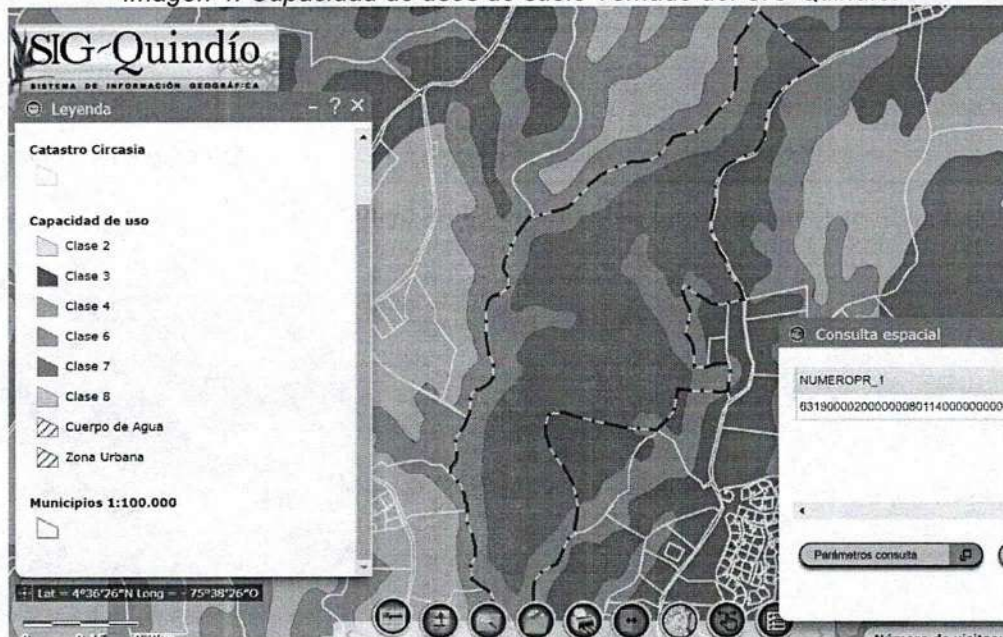 SIG-Quindío
SISTEMA DE INFORMACIÓN GEOGRÁFICA
Leyenda – ? ×
Catastro Circasia
Capacidad de uso
Clase 2
Clase 3
Clase 4
Clase 6
Clase 7
Clase 8
Cuerpo de Agua
Zona Urbana
Municipios 1:100.000
Lat = 4°36'26"N Long = - 75°38'26"O
Consulta espacial
NUMEROPR_1
Parámetros consulta